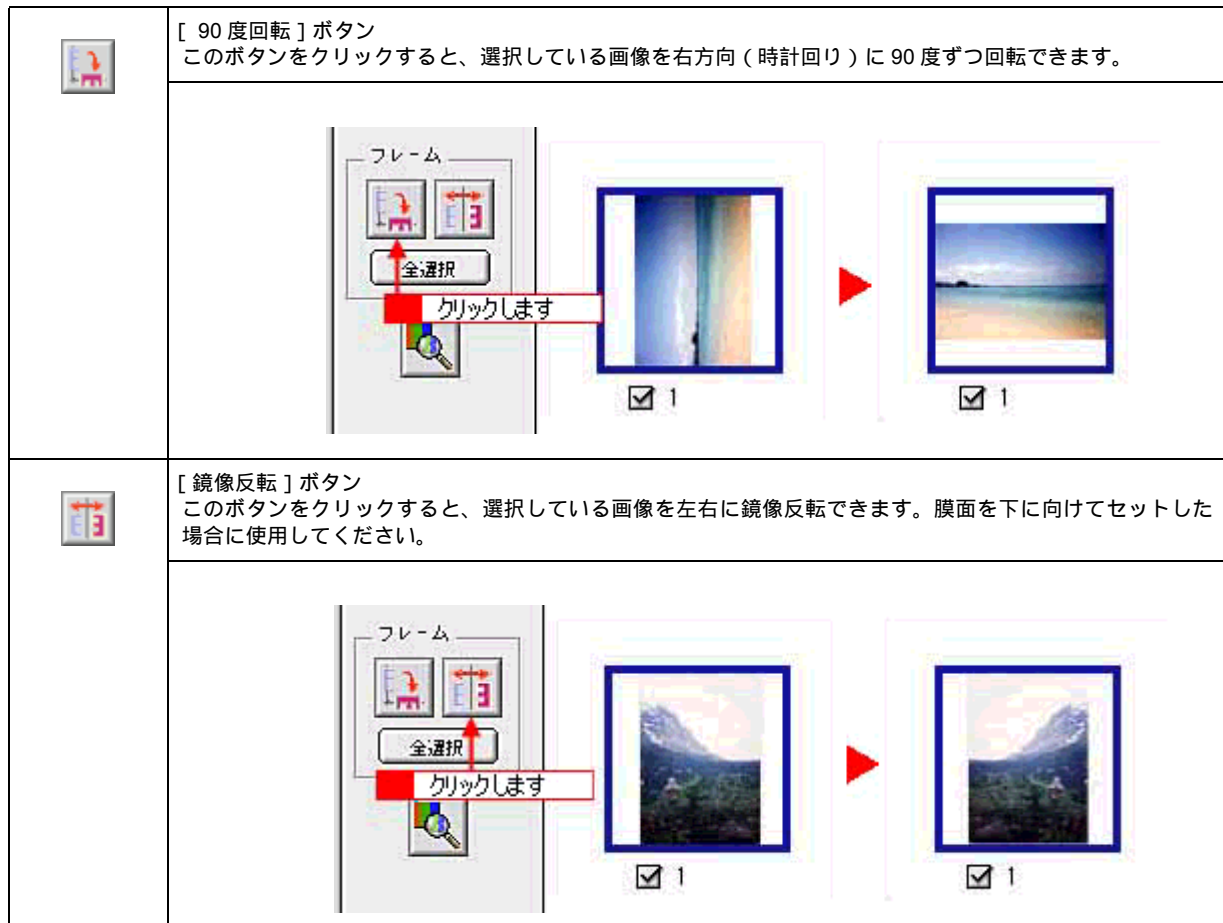 [ 90 度回転 ] ボタン
このボタンをクリックすると、選択している画像を右方向 ( 時計回り ) に 90 度ずつ回転できます。
フレーム
全選択
クリックします
1
1
[ 鏡像反転 ] ボタン
このボタンをクリックすると、選択している画像を左右に鏡像反転できます。膜面を下に向けてセットした
場合に使用してください。
フレーム
全選択
クリックします
1
1